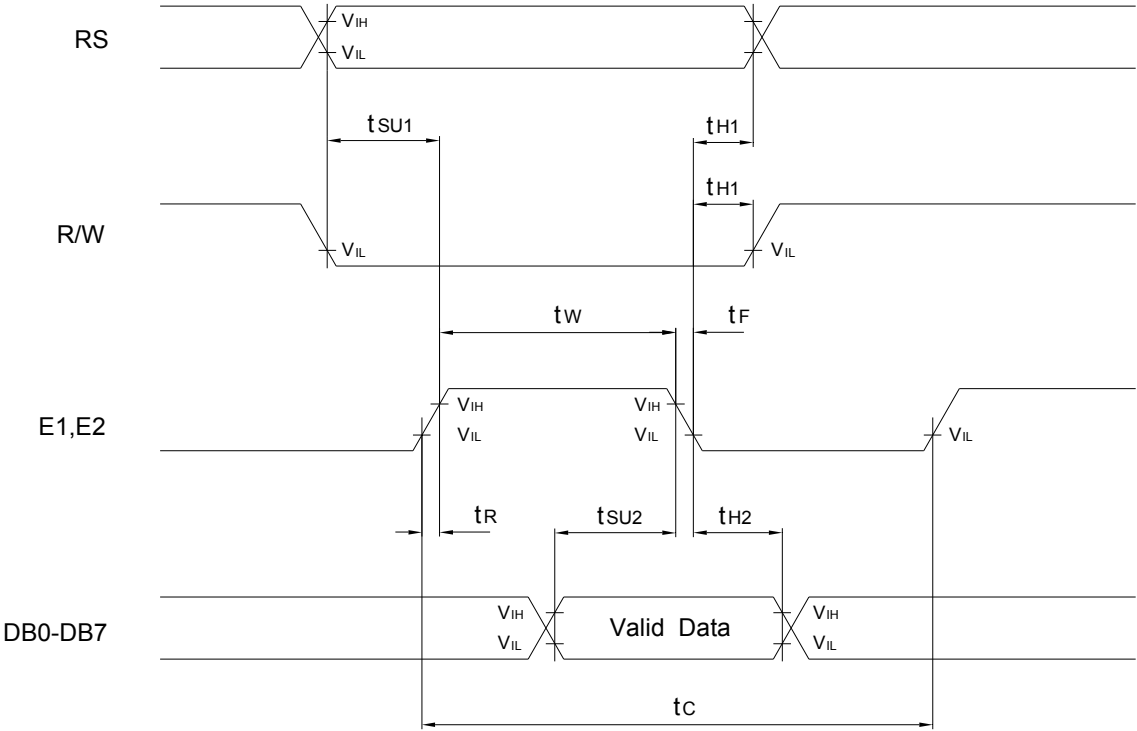 RS
VIH
VIL
tSU1
tH1
tH1
R/W
VIL
VIL
tW
tF
E1,E2
VIH
VIH
VIL
VIL
VIL
tR
tSU2
tH2
DB0-DB7
VIH
Valid Data
VIH
VIL
VIL
tC